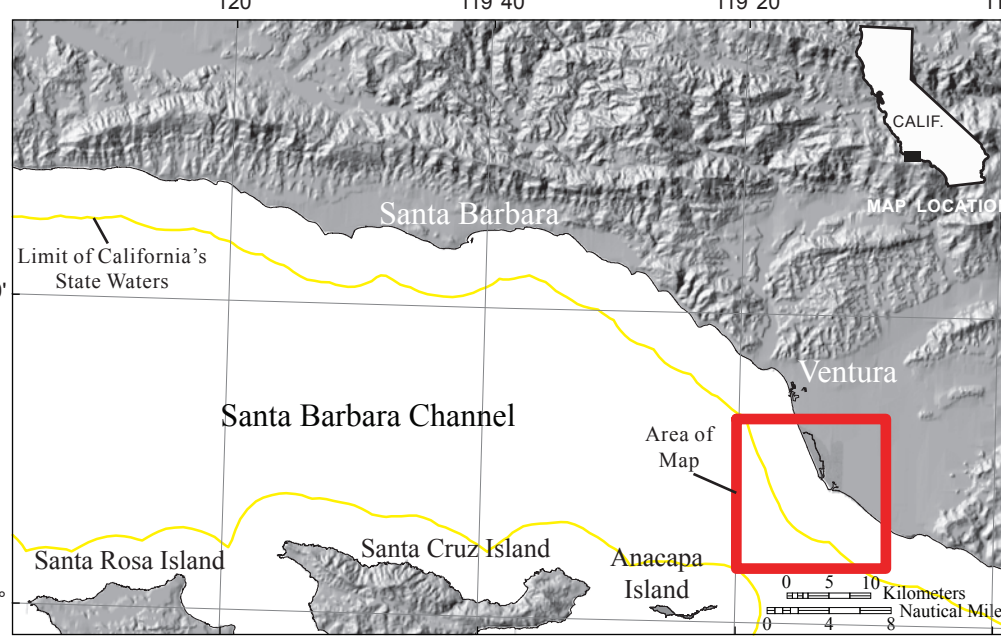 120
119 40
119 20
CALIF.
MAP LOCATION
Santa Barbara
Limit of California's
State Waters
Ventura
Santa Barbara Channel
Area of
Map
Santa Rosa Island
Santa Cruz Island
Anacapa
Island
0 5 10
Kilometers
Nautical Mile
0 4 8